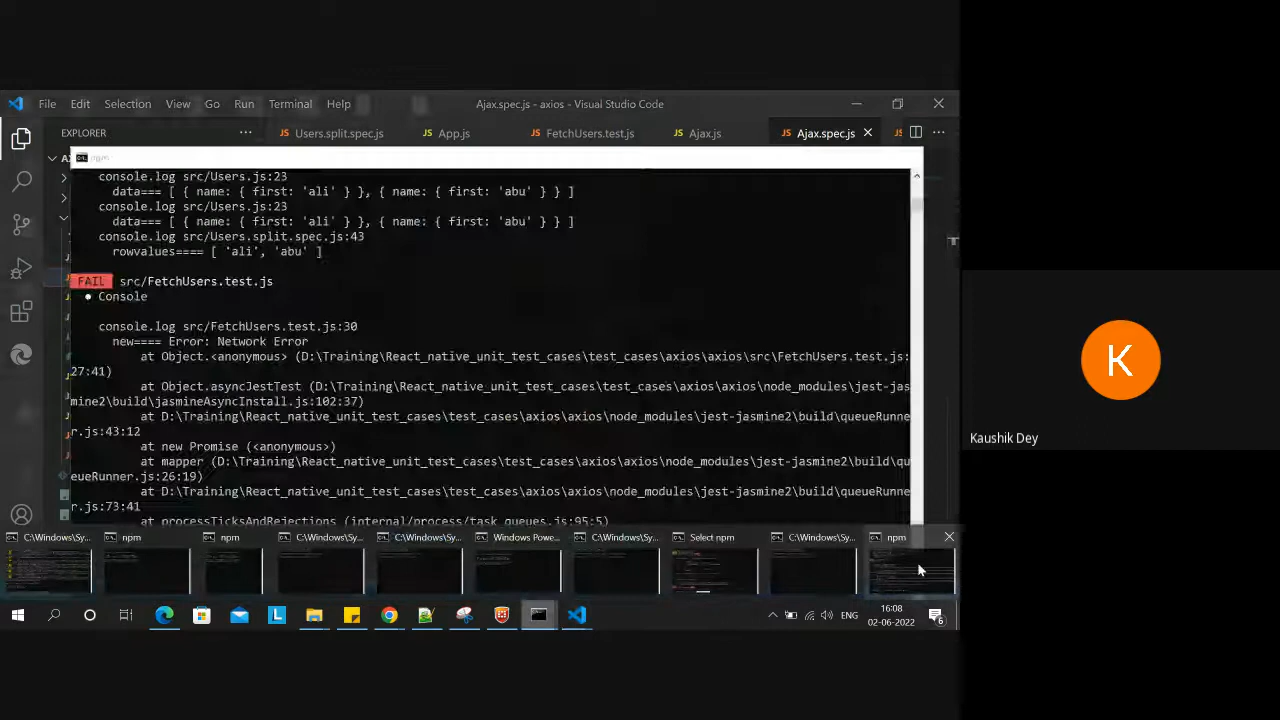 File Edit Selection View Go Run Terminal Help Ajax.spec.js - axios - Visual Studio Code
EXPLORER ··· JS Users.split.spec.js JS App.js JS FetchUsers.test.js JS Ajax.js JS Ajax.spec.js
npm
console.log src/Users.js:23
data=== [ { name: { first: 'ali' } }, { name: { first: 'abu' } } ]
console.log src/Users.js:23
data=== [ { name: { first: 'ali' } }, { name: { first: 'abu' } } ]
console.log src/Users.split.spec.js:43
rowvalues==== [ 'ali', 'abu' ]
FAIL src/FetchUsers.test.js
● Console
console.log src/FetchUsers.test.js:30
new==== Error: Network Error
at Object.<anonymous> (D:\Training\React_native_unit_test_cases\test_cases\axios\axios\src\FetchUsers.test.js:
27:41)
at Object.asyncJestTest (D:\Training\React_native_unit_test_cases\test_cases\axios\axios\node_modules\jest-jas
mine2\build\jasmineAsyncInstall.js:102:37)
at D:\Training\React_native_unit_test_cases\test_cases\axios\axios\node_modules\jest-jasmine2\build\queueRunne
r.js:43:12
at new Promise (<anonymous>)
at mapper (D:\Training\React_native_unit_test_cases\test_cases\axios\axios\node_modules\jest-jasmine2\build\qu
eueRunner.js:26:19)
at D:\Training\React_native_unit_test_cases\test_cases\axios\axios\node_modules\jest-jasmine2\build\queueRunne
r.js:73:41
at processTicksAndRejections (internal/process/task_queues.js:95:5)
C:\Windows\Sy... npm npm C:\Windows\Sy... C:\Windows\Sy... Windows Powe... C:\Windows\Sy... Select npm C:\Windows\Sy... npm
ENG
16:08
02-06-2022
6
K
Kaushik Dey